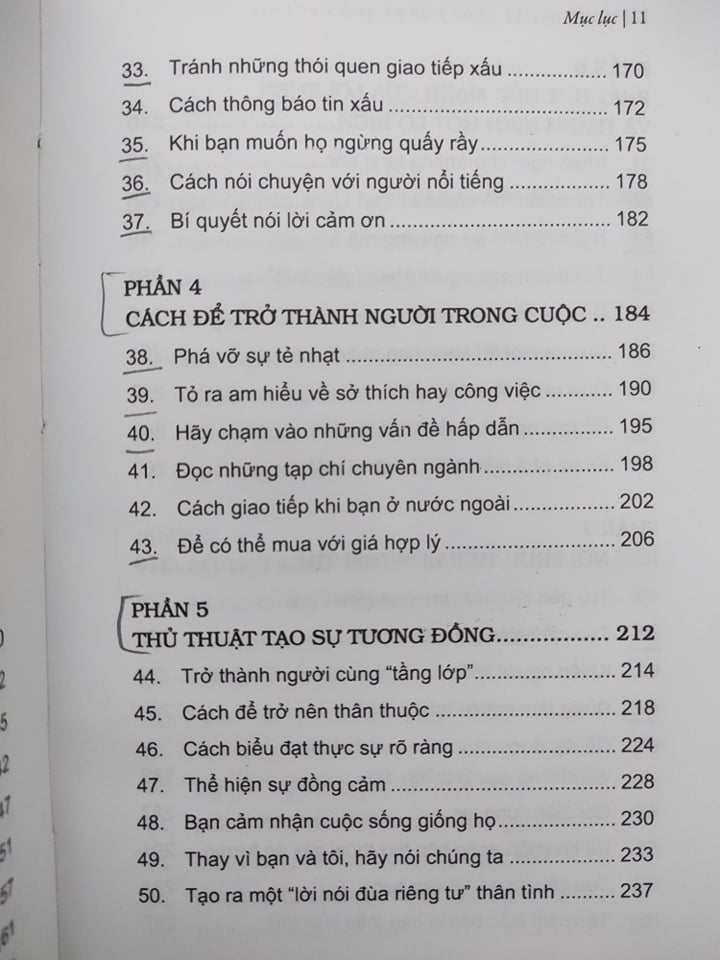 Mục lục | 11
33. Tránh những thói quen giao tiếp xấu .................. 170
34. Cách thông báo tin xấu ........................................ 172
35. Khi bạn muốn họ ngừng quấy rầy....................... 175
36. Cách nói chuyện với người nổi tiếng .................. 178
37. Bí quyết nói lời cảm ơn ....................................... 182
PHẦN 4
CÁCH ĐỂ TRỞ THÀNH NGƯỜI TRONG CUỘC .. 184
38. Phá vỡ sự tẻ nhạt ............................................... 186
39. Tỏ ra am hiểu về sở thích hay công việc ............ 190
40. Hãy chạm vào những vấn đề hấp dẫn ................ 195
41. Đọc những tạp chí chuyên ngành ....................... 198
42. Cách giao tiếp khi bạn ở nước ngoài .................. 202
43. Để có thể mua với giá hợp lý .............................. 206
PHẦN 5
THỦ THUẬT TẠO SỰ TƯƠNG ĐỒNG................. 212
44. Trở thành người cùng “tầng lớp”......................... 214
45. Cách để trở nên thân thuộc ................................ 218
46. Cách biểu đạt thực sự rõ ràng ............................ 224
47. Thể hiện sự đồng cảm ........................................ 228
48. Bạn cảm nhận cuộc sống giống họ..................... 230
49. Thay vì bạn và tôi, hãy nói chúng ta ................... 233
50. Tạo ra một “lời nói đùa riêng tư” thân tình .......... 237